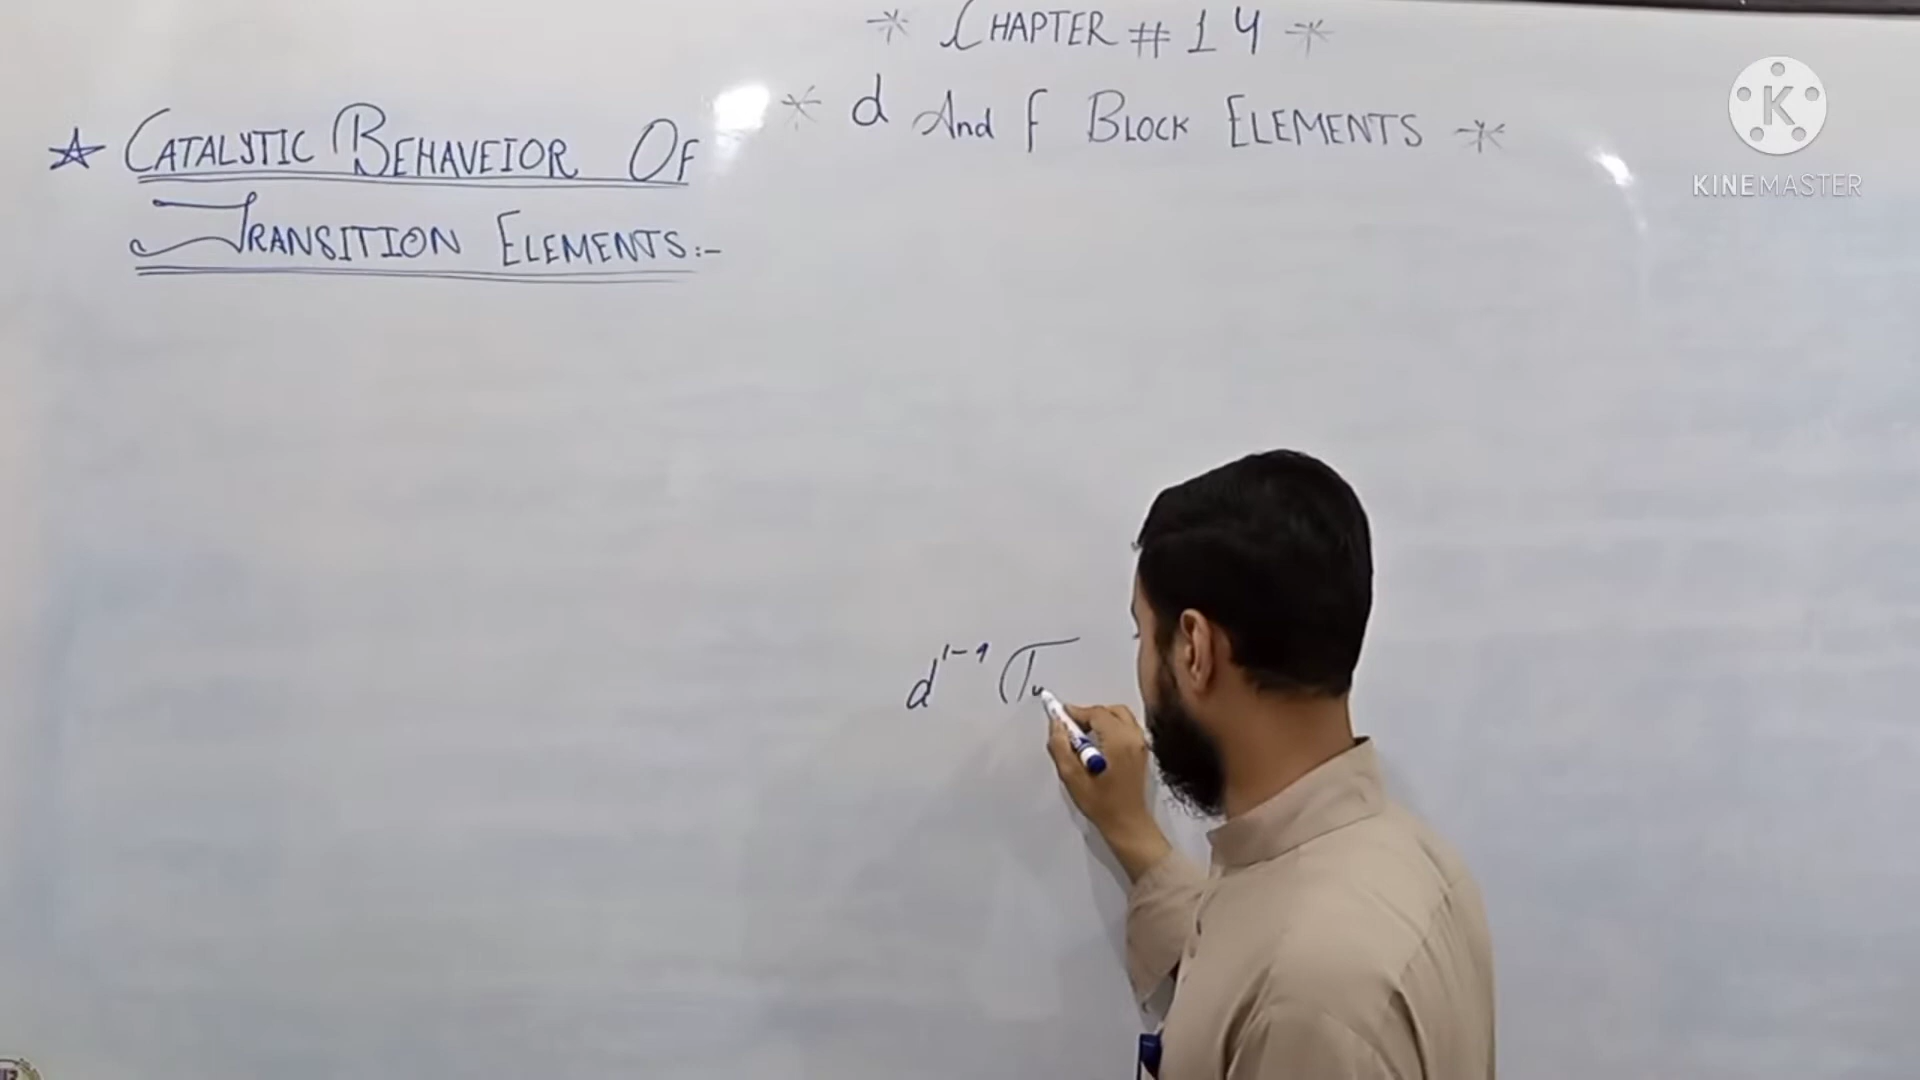 * CHAPTER # 14 *
* d And f BLOCK ELEMENTS *
☆ CATALYTIC BEHAVEIOR OF
TRANSITION ELEMENTS:-
d¹⁻⁹
K
KINEMASTER